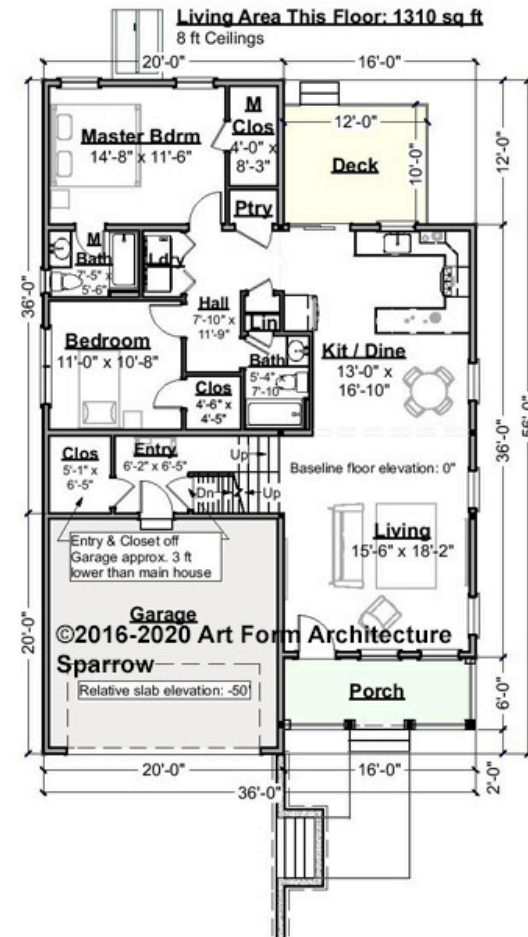 Living Area This Floor: 1310 sq ft
8 ft Ceilings
20'-0"
16'-0"
Master Bdrm
14'-8" x 11'-6"
M
Clos
4'-0" x
8'-3"
12'-0"
10'-0"
Deck
12'-0"
Ptry
M
Bath
7'-5" x
5'-6"
Ldry
Hall
7'-10" x
11'-9"
36'-0"
Lin
Bath
5'-4" x
7'-10"
Kit / Dine
13'-0" x
16'-10"
Bedroom
11'-0" x 10'-8"
Clos
4'-6" x
4'-5"
36'-0"
56'-0"
Clos
5'-1" x
6'-5"
Entry
6'-2" x 6'-5"
Up
Dn
Up
Baseline floor elevation: 0"
Entry & Closet off
Garage approx. 3 ft
lower than main house
Living
15'-6" x 18'-2"
Garage
©2016-2020 Art Form Architecture
Sparrow
Relative slab elevation: -50'
20'-0"
Porch
6'-0"
20'-0"
16'-0"
2'-0"
36'-0"